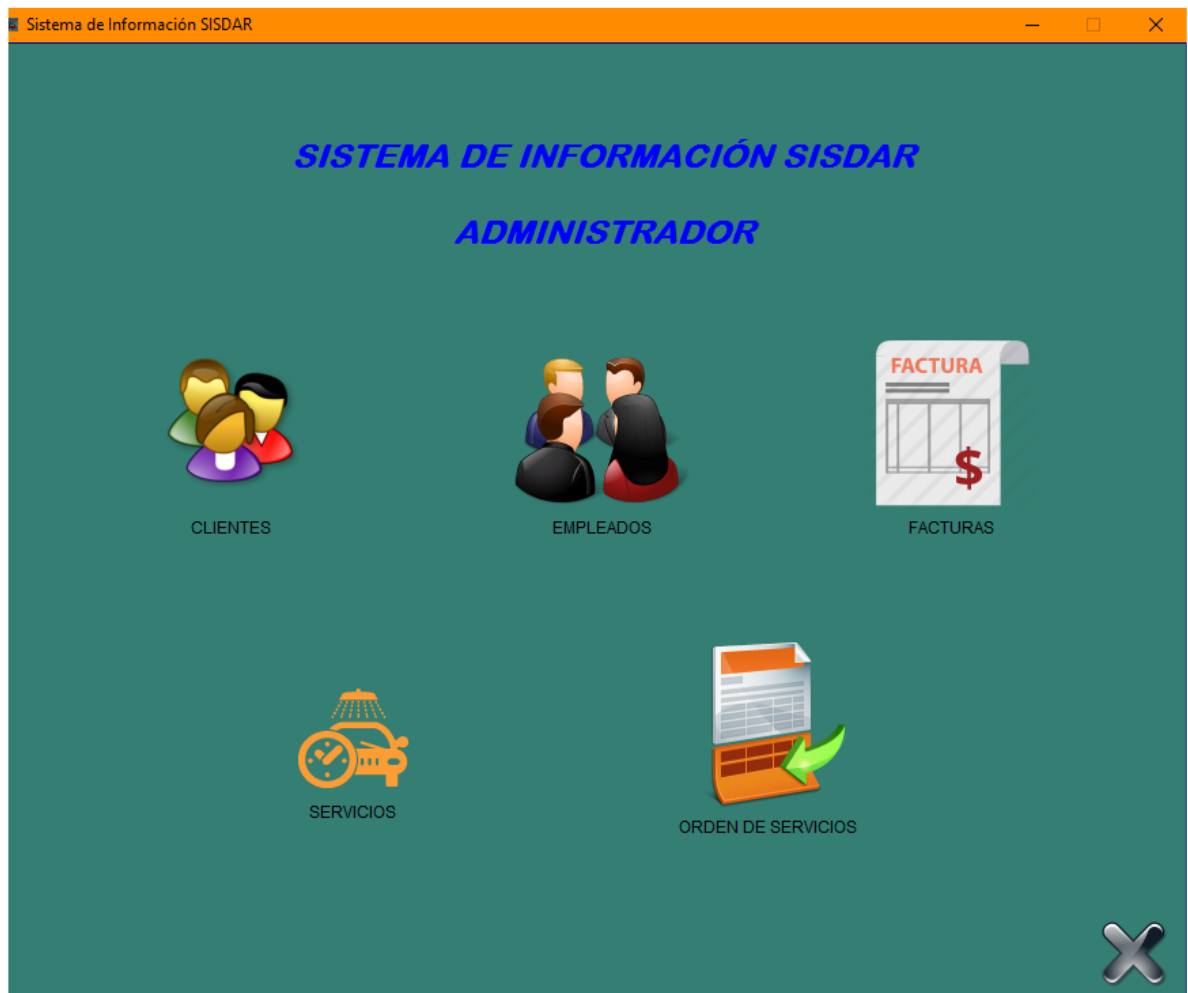 Sistema de Información SISDAR
SISTEMA DE INFORMACIÓN SISDAR
ADMINISTRADOR
FACTURA
$
CLIENTES
EMPLEADOS
FACTURAS
SERVICIOS
ORDEN DE SERVICIOS